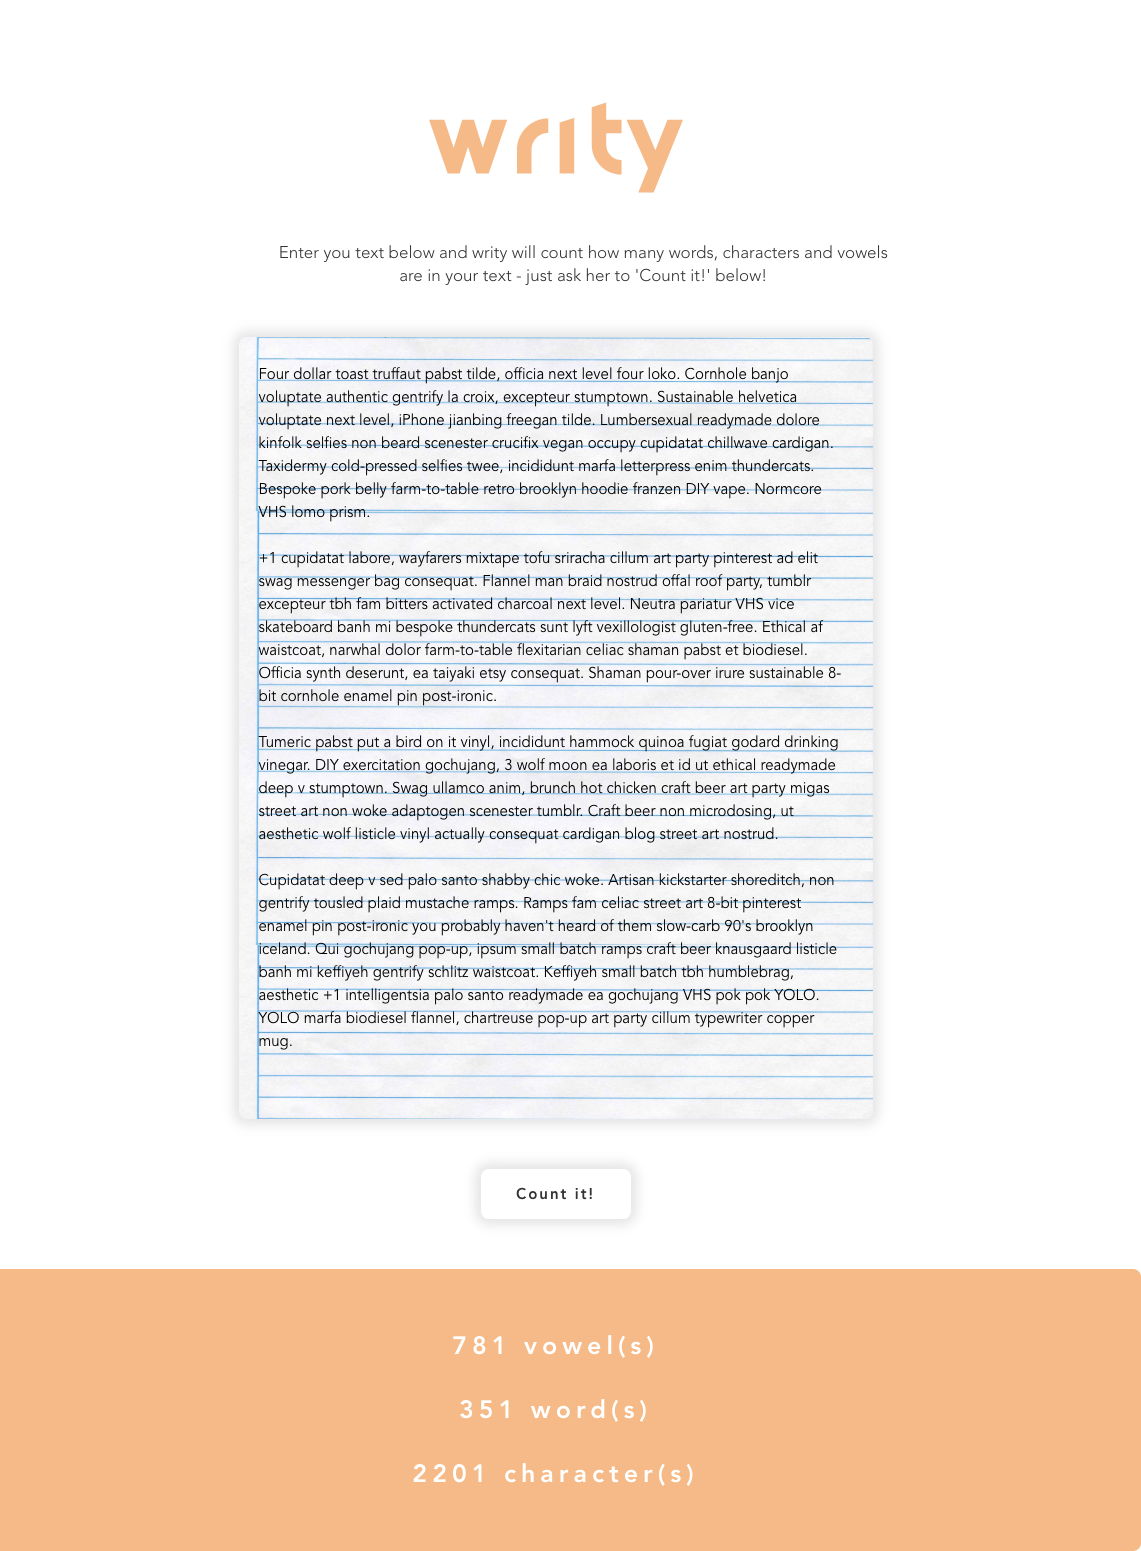 writy
Enter you text below and writy will count how many words, characters and vowels
are in your text - just ask her to 'Count it!' below!
Four dollar toast truffaut pabst tilde, officia next level four loko. Cornhole banjo
voluptate authentic gentrify la croix, excepteur stumptown. Sustainable helvetica
voluptate next level, iPhone jianbing freegan tilde. Lumbersexual readymade dolore
kinfolk selfies non beard scenester crucifix vegan occupy cupidatat chillwave cardigan.
Taxidermy cold-pressed selfies twee, incididunt marfa letterpress enim thundercats.
Bespoke pork belly farm-to-table retro brooklyn hoodie franzen DIY vape. Normcore
VHS lomo prism.
+1 cupidatat labore, wayfarers mixtape tofu sriracha cillum art party pinterest ad elit
swag messenger bag consequat. Flannel man braid nostrud offal roof party, tumblr
excepteur tbh fam bitters activated charcoal next level. Neutra pariatur VHS vice
skateboard banh mi bespoke thundercats sunt lyft vexillologist gluten-free. Ethical af
waistcoat, narwhal dolor farm-to-table flexitarian celiac shaman pabst et biodiesel.
Officia synth deserunt, ea taiyaki etsy consequat. Shaman pour-over irure sustainable 8-
bit cornhole enamel pin post-ironic.
Tumeric pabst put a bird on it vinyl, incididunt hammock quinoa fugiat godard drinking
vinegar. DIY exercitation gochujang, 3 wolf moon ea laboris et id ut ethical readymade
deep v stumptown. Swag ullamco anim, brunch hot chicken craft beer art party migas
street art non woke adaptogen scenester tumblr. Craft beer non microdosing, ut
aesthetic wolf listicle vinyl actually consequat cardigan blog street art nostrud.
Cupidatat deep v sed palo santo shabby chic woke. Artisan kickstarter shoreditch, non
gentrify tousled plaid mustache ramps. Ramps fam celiac street art 8-bit pinterest
enamel pin post-ironic you probably haven't heard of them slow-carb 90's brooklyn
iceland. Qui gochujang pop-up, ipsum small batch ramps craft beer knausgaard listicle
banh mi keffiyeh gentrify schlitz waistcoat. Keffiyeh small batch tbh humblebrag,
aesthetic +1 intelligentsia palo santo readymade ea gochujang VHS pok pok YOLO.
YOLO marfa biodiesel flannel, chartreuse pop-up art party cillum typewriter copper
mug.
Count it!
781 vowel(s)
351 word(s)
2201 character(s)